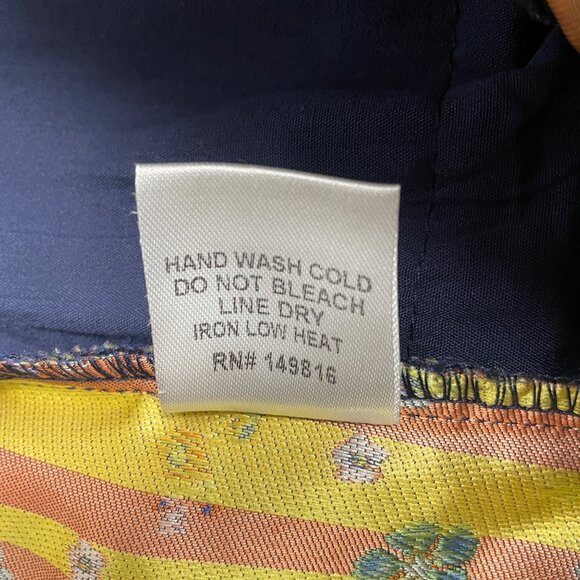 HAND WASH COLD
DO NOT BLEACH
LINE DRY
IRON LOW HEAT
RN# 149816